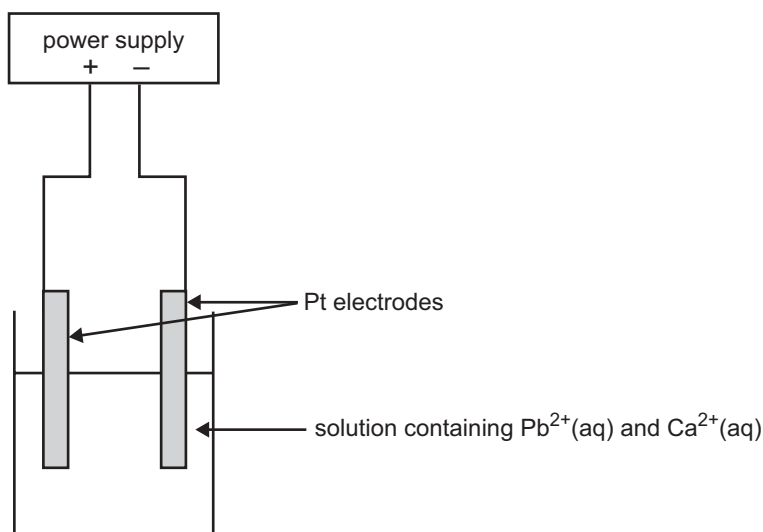 power supply
+ –
Pt electrodes
solution containing Pb²⁺(aq) and Ca²⁺(aq)